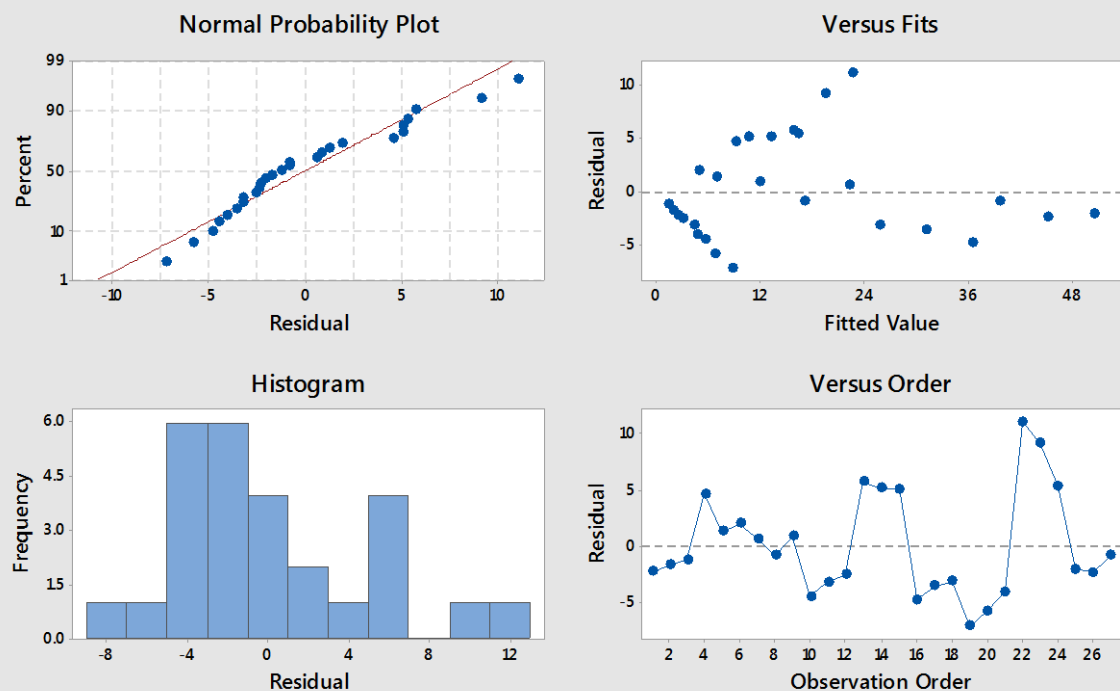 Normal Probability Plot
Percent
99
90
50
10
1
-10 -5 0 5 10
Residual
Versus Fits
Residual
10
5
0
-5
0 12 24 36 48
Fitted Value
Histogram
Frequency
6.0
4.5
3.0
1.5
0.0
-8 -4 0 4 8 12
Residual
Versus Order
Residual
10
5
0
-5
2 4 6 8 10 12 14 16 18 20 22 24 26
Observation Order